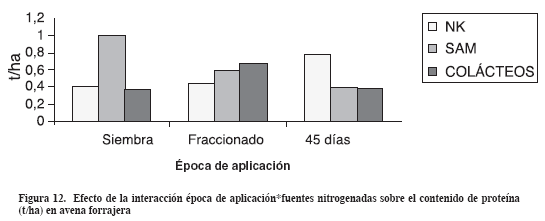 1,2
1
0,8
0,6
0,4
0,2
0
t/ha
Siembra Fraccionado 45 días
Época de aplicación
NK
SAM
COLÁCTEOS
Figura 12. Efecto de la interacción época de aplicación*fuentes nitrogenadas sobre el contenido de proteína
(t/ha) en avena forrajera